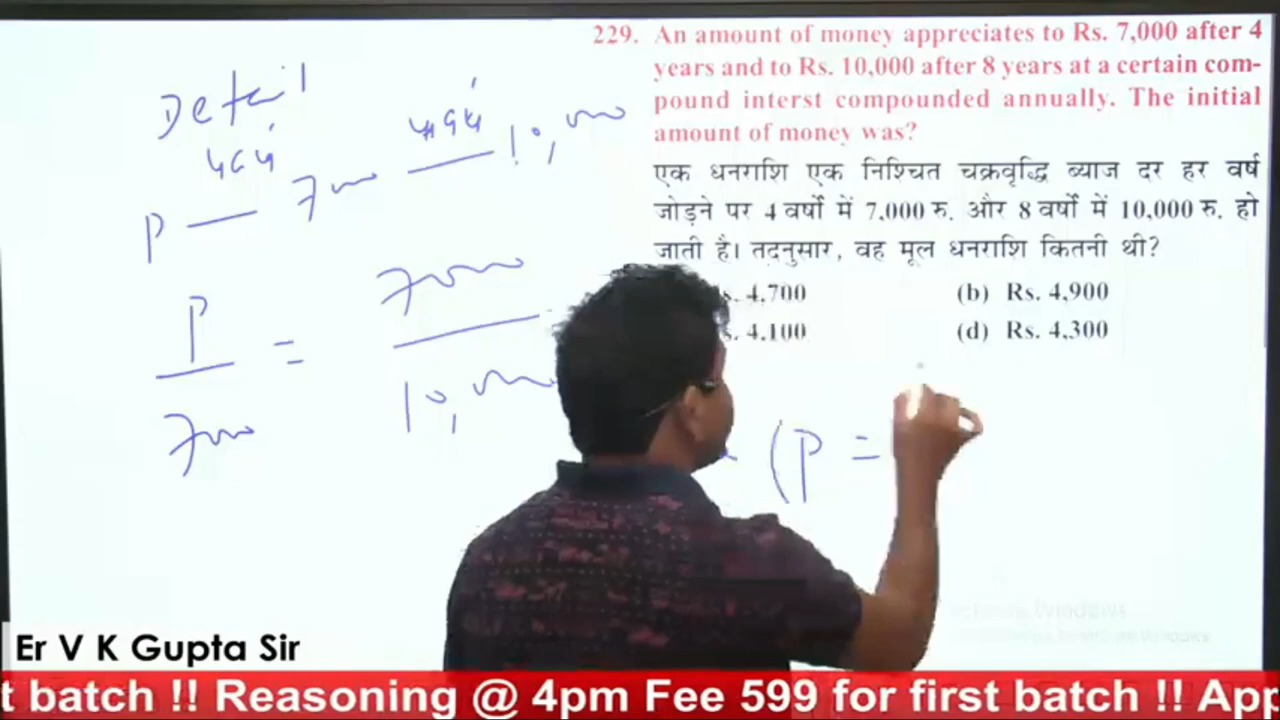 229. An amount of money appreciates to Rs. 7,000 after 4
years and to Rs. 10,000 after 8 years at a certain com-
pound interst compounded annually. The initial
amount of money was?
एक धनराशि एक निश्चित चक्रवृद्धि ब्याज दर हर वर्ष
जोड़ने पर 4 वर्षों में 7,000 रु. और 8 वर्षों में 10,000 रु. हो
जाती है। तद्नुसार, वह मूल धनराशि कितनी थी?
s. 4,700 (b) Rs. 4,900
s. 4,100 (d) Rs. 4,300
Detail
4वर्ष 4वर्ष
P — 7000 — 10,000
P = 7000
7000 10,000
(P =
Er V K Gupta Sir
t batch !! Reasoning @ 4pm Fee 599 for first batch !! App